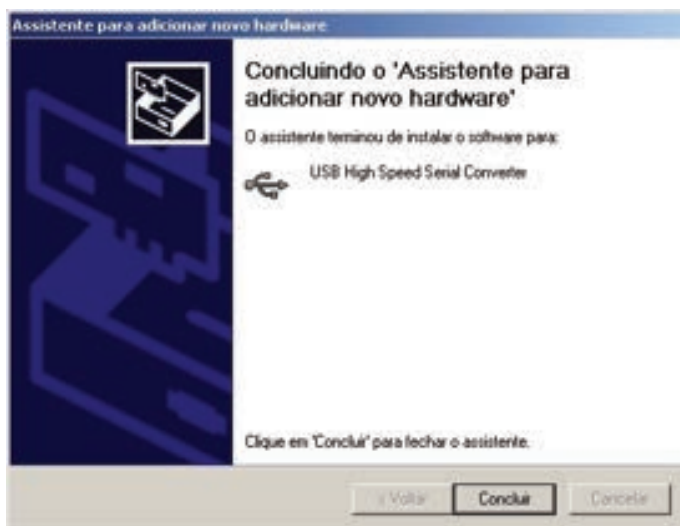 Assistente para adicionar novo hardware
Concluindo o 'Assistente para
adicionar novo hardware'
O assistente terminou de instalar o software para:
USB High Speed Serial Converter
Clique em 'Concluir' para fechar o assistente.
< Voltar
Concluir
Cancelar